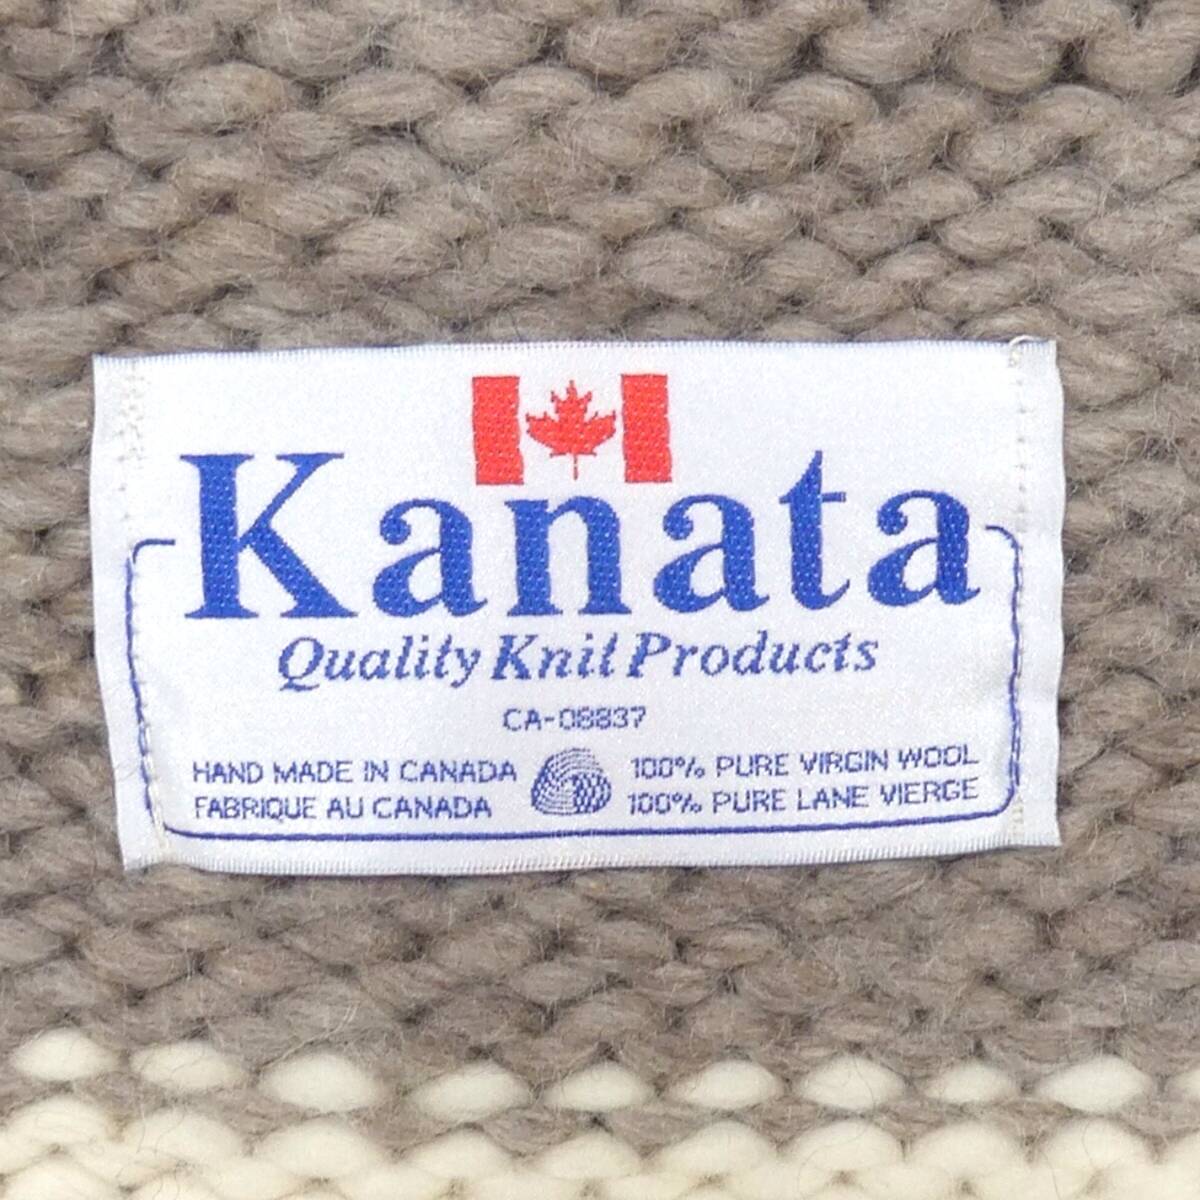 Kanata
Quality Knit Products
CA-08837
HAND MADE IN CANADA
FABRIQUE AU CANADA
100% PURE VIRGIN WOOL
100% PURE LANE VIERGE